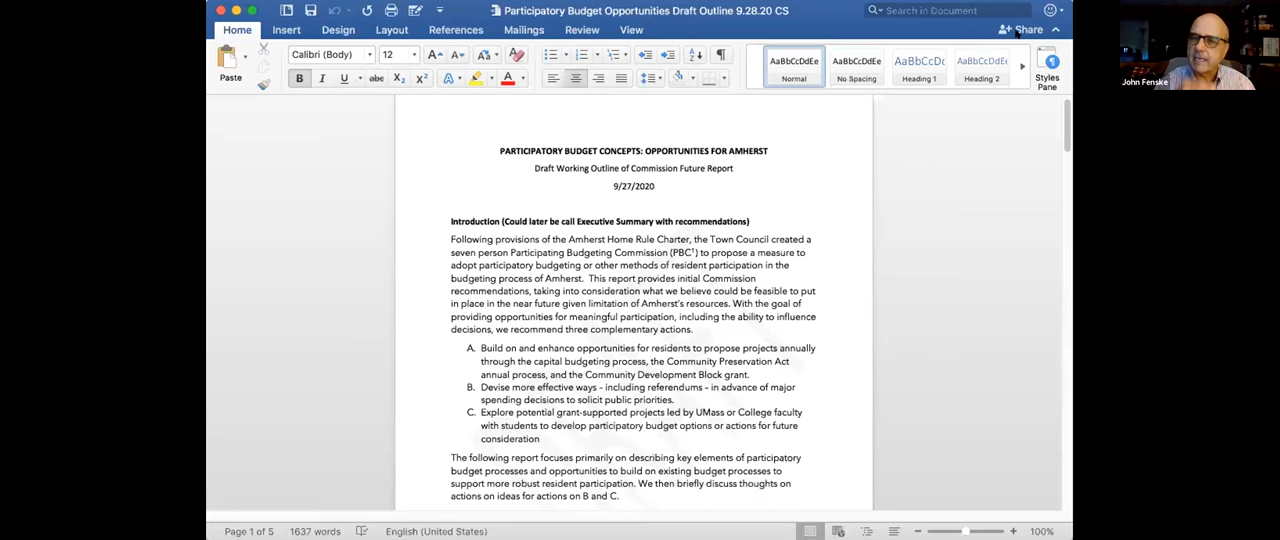 Participatory Budget Opportunities Draft Outline 9.28.20 CS
Search in Document
Home Insert Design Layout References Mailings Review View Share
Calibri (Body) 12
Paste
B I U abc X₂ X²
AaBbCcDdEe AaBbCcDdEe AaBbCcDc AaBbCcDdEe
Normal No Spacing Heading 1 Heading 2
Styles
Pane
John Fenske
PARTICIPATORY BUDGET CONCEPTS: OPPORTUNITIES FOR AMHERST
Draft Working Outline of Commission Future Report
9/27/2020
Introduction (Could later be call Executive Summary with recommendations)
Following provisions of the Amherst Home Rule Charter, the Town Council created a
seven person Participating Budgeting Commission (PBC¹) to propose a measure to
adopt participatory budgeting or other methods of resident participation in the
budgeting process of Amherst. This report provides initial Commission
recommendations, taking into consideration what we believe could be feasible to put
in place in the near future given limitation of Amherst's resources. With the goal of
providing opportunities for meaningful participation, including the ability to influence
decisions, we recommend three complementary actions.
A. Build on and enhance opportunities for residents to propose projects annually
through the capital budgeting process, the Community Preservation Act
annual process, and the Community Development Block grant.
B. Devise more effective ways - including referendums - in advance of major
spending decisions to solicit public priorities.
C. Explore potential grant-supported projects led by UMass or College faculty
with students to develop participatory budget options or actions for future
consideration
The following report focuses primarily on describing key elements of participatory
budget processes and opportunities to build on existing budget processes to
support more robust resident participation. We then briefly discuss thoughts on
actions on ideas for actions on B and C.
Page 1 of 5 1637 words English (United States) 100%